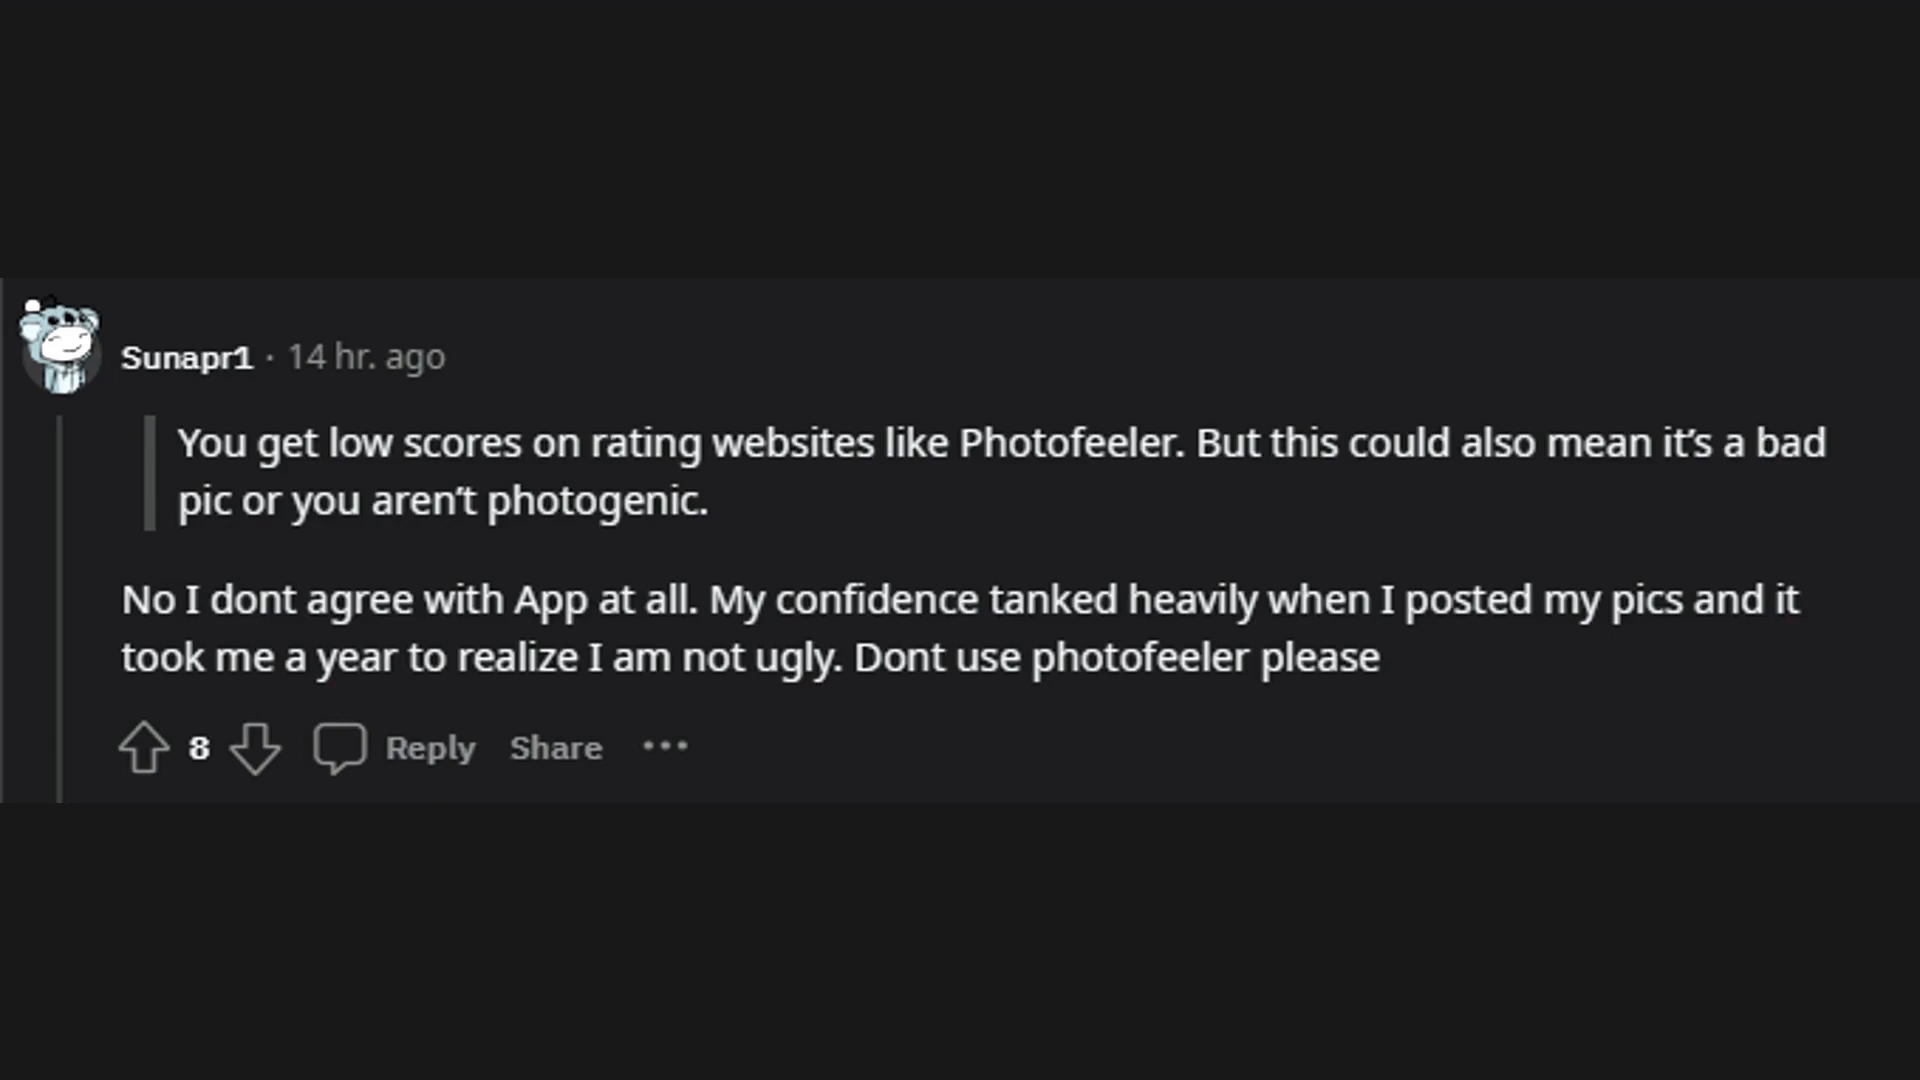 Sunapr1 · 14 hr. ago
You get low scores on rating websites like Photofeeler. But this could also mean it’s a bad
pic or you aren’t photogenic.
No I dont agree with App at all. My confidence tanked heavily when I posted my pics and it
took me a year to realize I am not ugly. Dont use photofeeler please
8 Reply Share ···